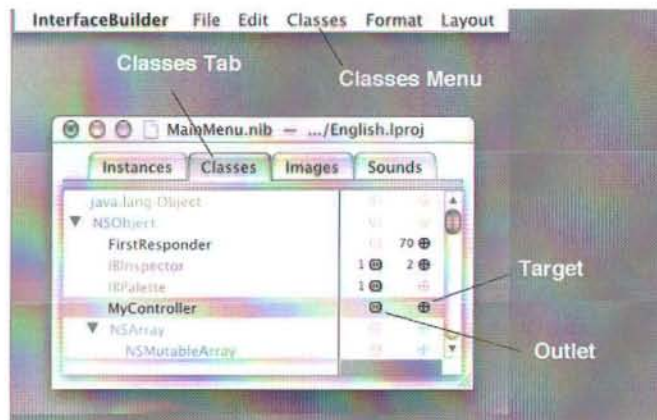 InterfaceBuilder File Edit Classes Format Layout
Classes Tab
Classes Menu
MainMenu.nib — .../English.lproj
Instances Classes Images Sounds
java.lang.Object
NSObject
FirstResponder 70
IBInspector 1 2
IBPalette 1
MyController
NSArray
NSMutableArray
Target
Outlet